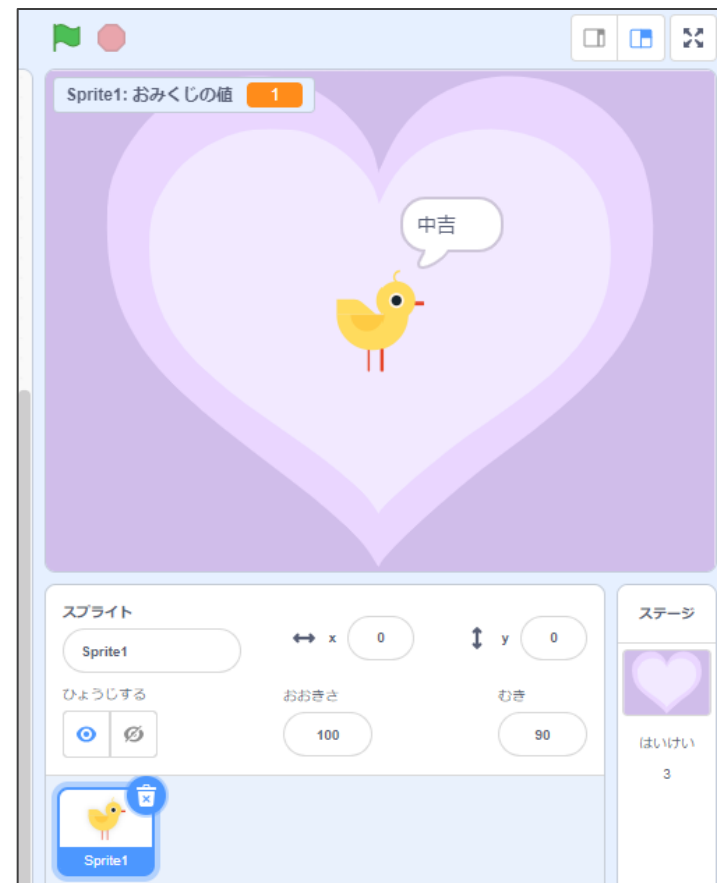 Sprite1: おみくじの値 1
中吉
スプライト
Sprite1
x 0
y 0
ひょうじする
おおきさ
100
むき
90
Sprite1
ステージ
はいけい
3